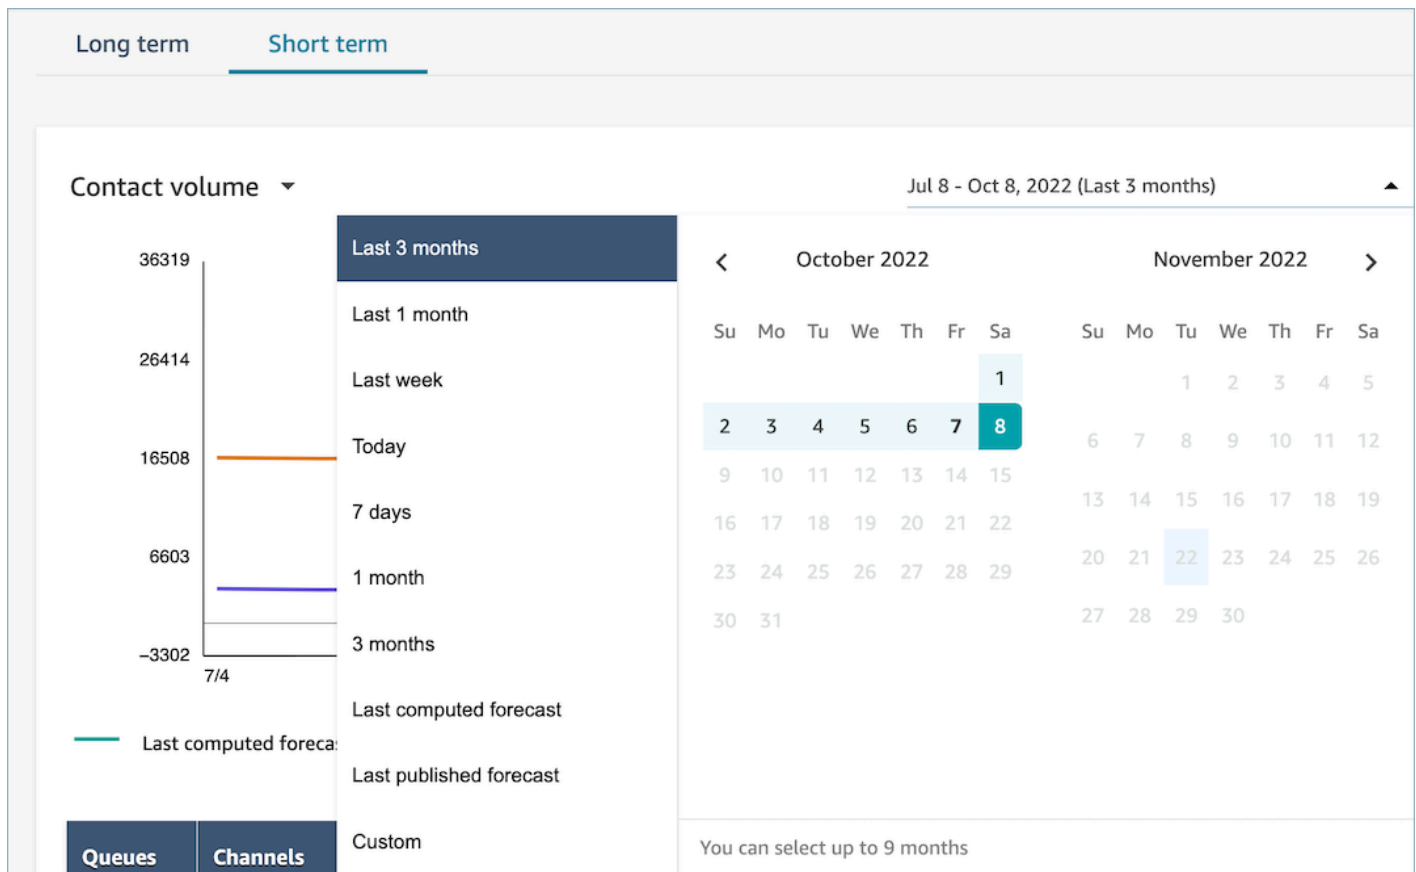 Long term Short term
Contact volume
Jul 8 - Oct 8, 2022 (Last 3 months)
36319
26414
16508
6603
−3302
7/4
Last computed foreca
Queues Channels
Last 3 months
Last 1 month
Last week
Today
7 days
1 month
3 months
Last computed forecast
Last published forecast
Custom
October 2022
Su Mo Tu We Th Fr Sa
1
2 3 4 5 6 7 8
9 10 11 12 13 14 15
16 17 18 19 20 21 22
23 24 25 26 27 28 29
30 31
November 2022
Su Mo Tu We Th Fr Sa
1 2 3 4 5
6 7 8 9 10 11 12
13 14 15 16 17 18 19
20 21 22 23 24 25 26
27 28 29 30
You can select up to 9 months